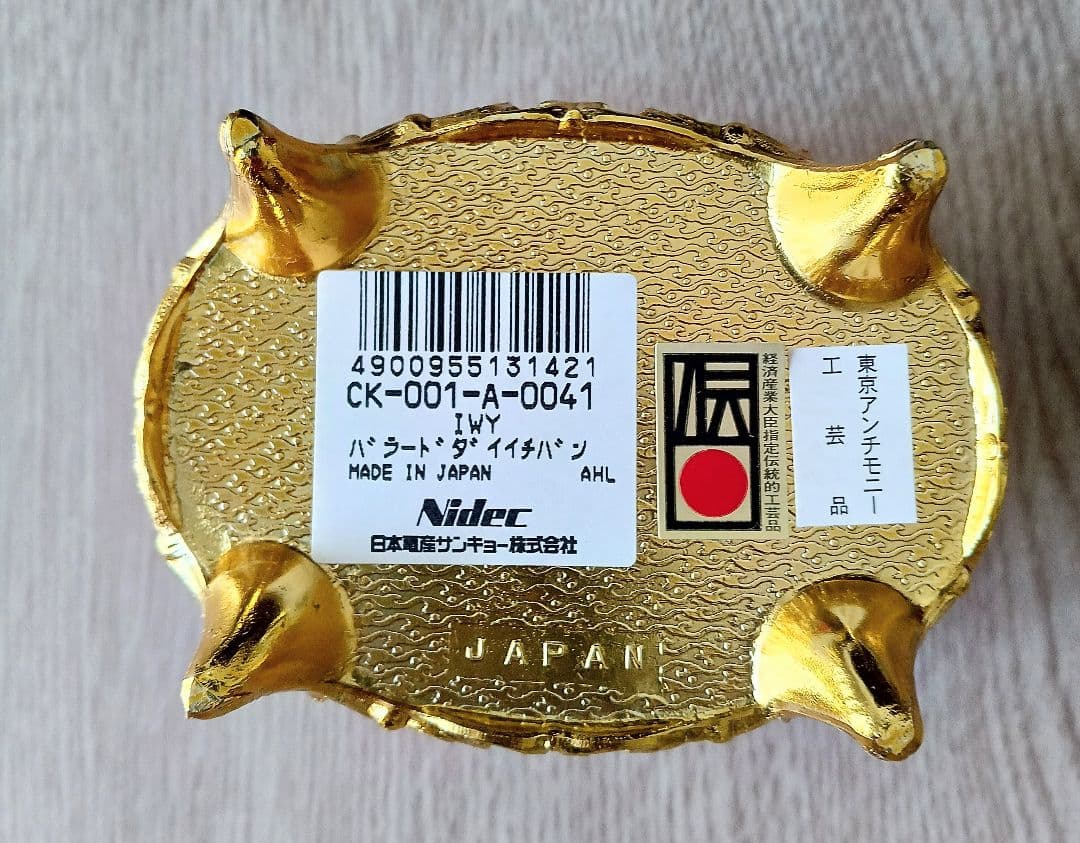 4900955131421
CK-001-A-0041
IWY
バラードダイイチバン
MADE IN JAPAN AHL
Nidec
日本電産サンキョー株式会社
伝
経済産業大臣指定伝統的工芸品
東京アンチモニー
工芸品
JAPAN